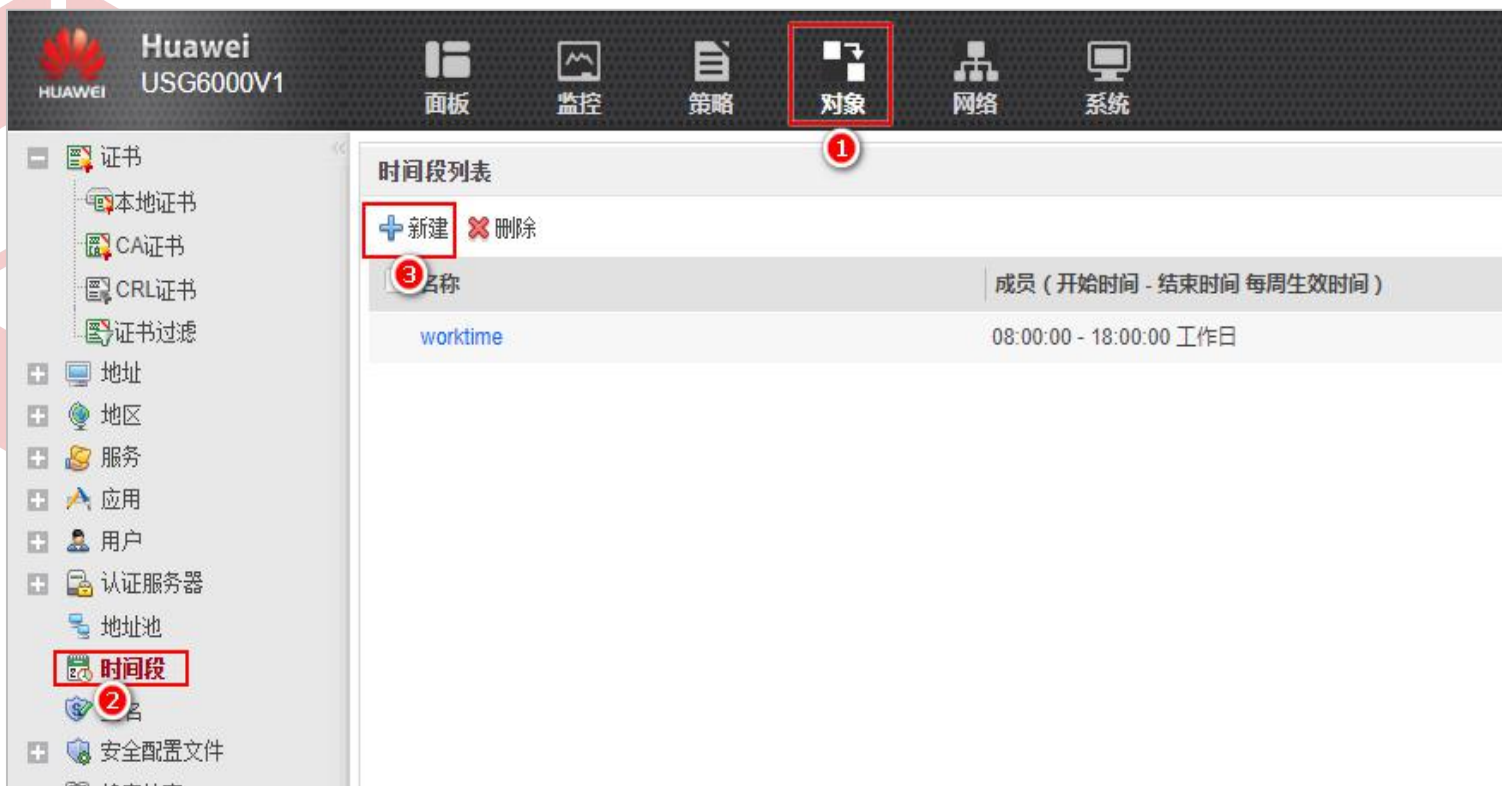 HUAWEI
Huawei
USG6000V1
面板
监控
策略
对象
网络
系统
1
证书
本地证书
CA证书
CRL证书
证书过滤
地址
地区
服务
应用
用户
认证服务器
地址池
时间段
2
名
安全配置文件
时间段列表
新建 删除
3
名称 成员 ( 开始时间 - 结束时间 每周生效时间 )
worktime 08:00:00 - 18:00:00 工作日